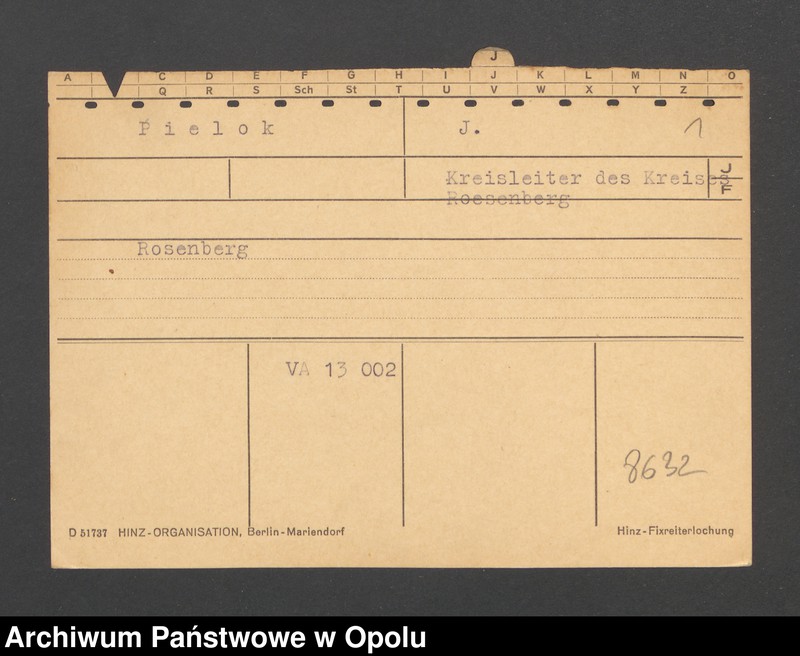 J
A C D E F G H I J K L M N O
Q R S Sch St T U V W X Y Z
Pielok J. 1
Kreisleiter des Kreises
Roesenberg
J
F
Rosenberg
VA 13 002
8632
D 51737 HINZ-ORGANISATION, Berlin-Mariendorf Hinz-Fixreiterlochung
Archiwum Państwowe w Opolu